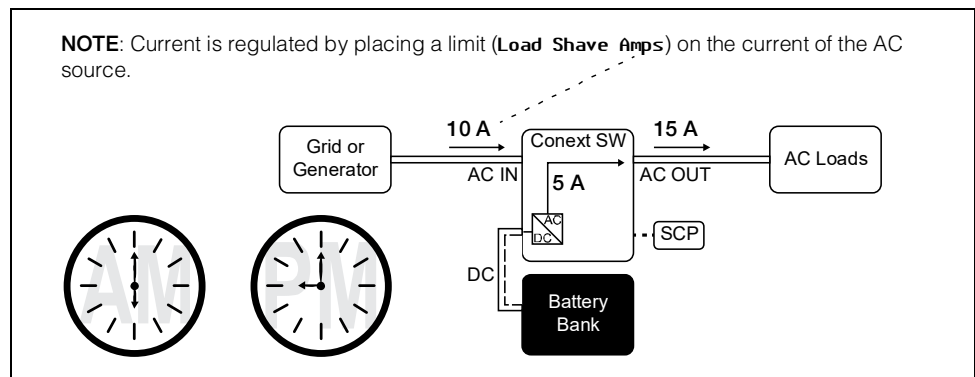 NOTE: Current is regulated by placing a limit (Load Shave Amps) on the current of the AC
source.
10 A
15 A
Grid or
Generator
Conext SW
AC Loads
AC IN
AC OUT
5 A
AC
DC
SCP
DC
AM
PM
Battery
Bank